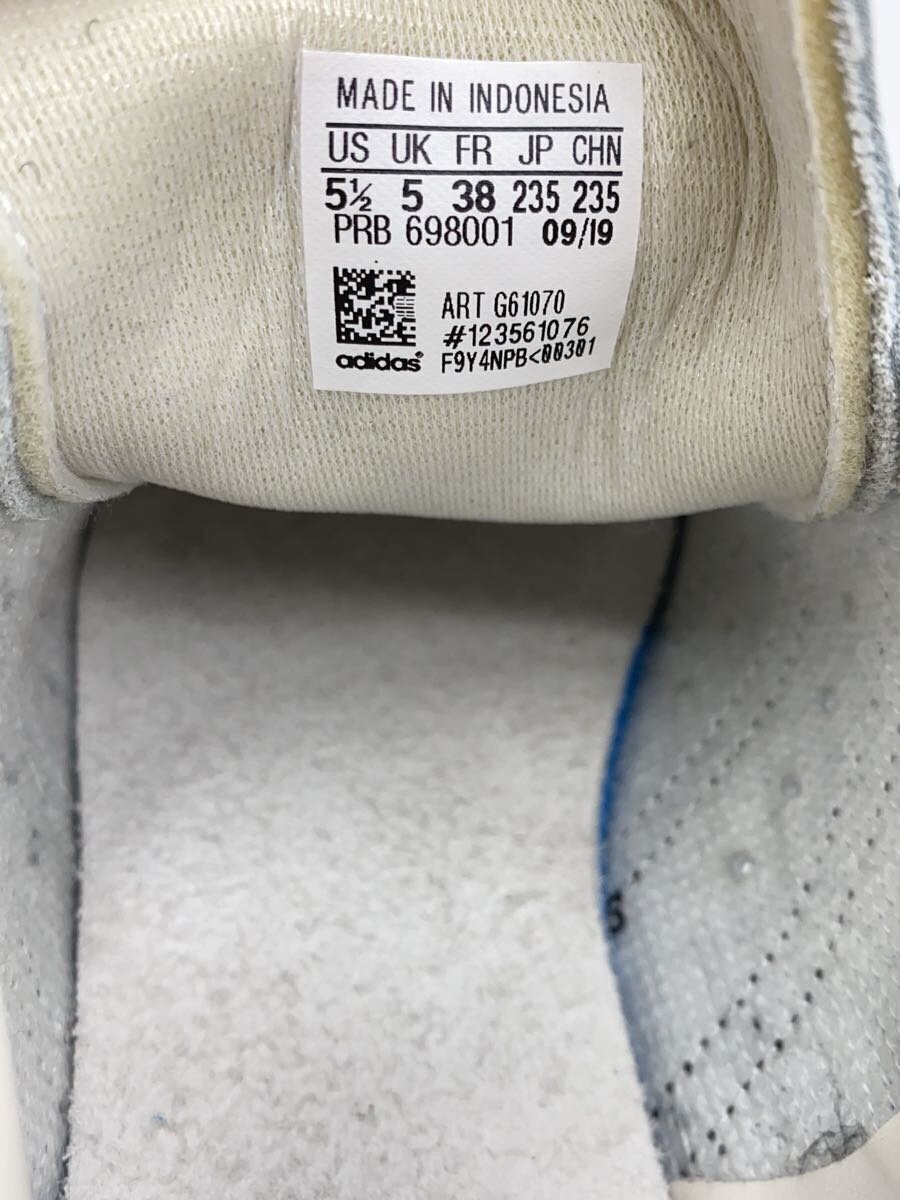 MADE IN INDONESIA
US UK FR JP CHN
5½ 5 38 235 235
PRB 698001 09/19
ART G61070
#123561076
adidas® F9Y4NPB<00301